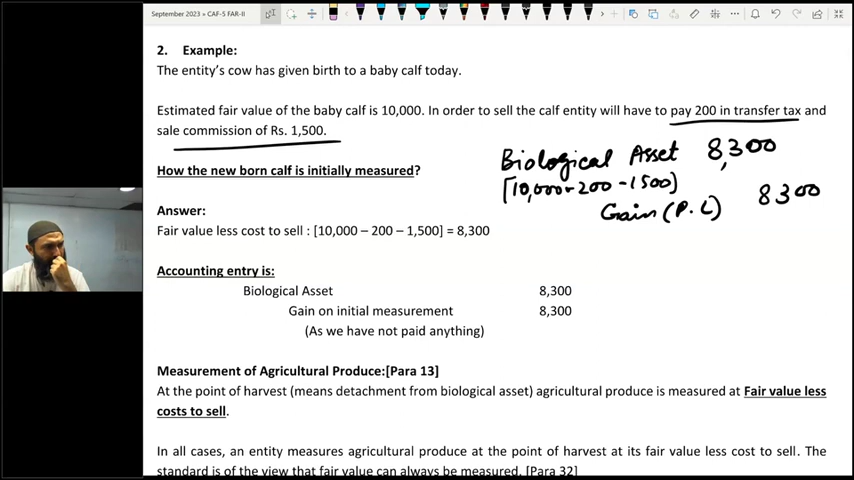 September 2023 » CAF-5 FAR-II
2. Example:
The entity's cow has given birth to a baby calf today.
Estimated fair value of the baby calf is 10,000. In order to sell the calf entity will have to pay 200 in transfer tax and
sale commission of Rs. 1,500.
Biological Asset 8,300
How the new born calf is initially measured?
[10,000-200-1500]
Gain (P.L) 8300
Answer:
Fair value less cost to sell : [10,000 – 200 – 1,500] = 8,300
Accounting entry is:
Biological Asset 8,300
Gain on initial measurement 8,300
(As we have not paid anything)
Measurement of Agricultural Produce:[Para 13]
At the point of harvest (means detachment from biological asset) agricultural produce is measured at Fair value less
costs to sell.
In all cases, an entity measures agricultural produce at the point of harvest at its fair value less cost to sell. The
standard is of the view that fair value can always be measured. [Para 32]